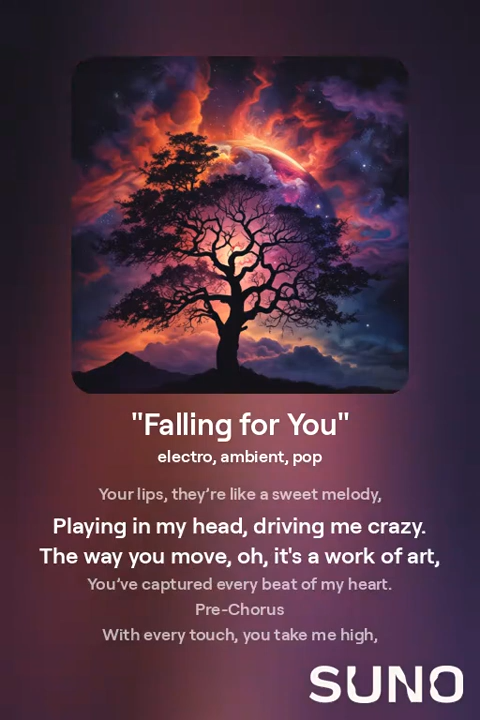 "Falling for You"
electro, ambient, pop
Your lips, they’re like a sweet melody,
Playing in my head, driving me crazy.
The way you move, oh, it's a work of art,
You’ve captured every beat of my heart.
Pre-Chorus
With every touch, you take me high,
SUNO